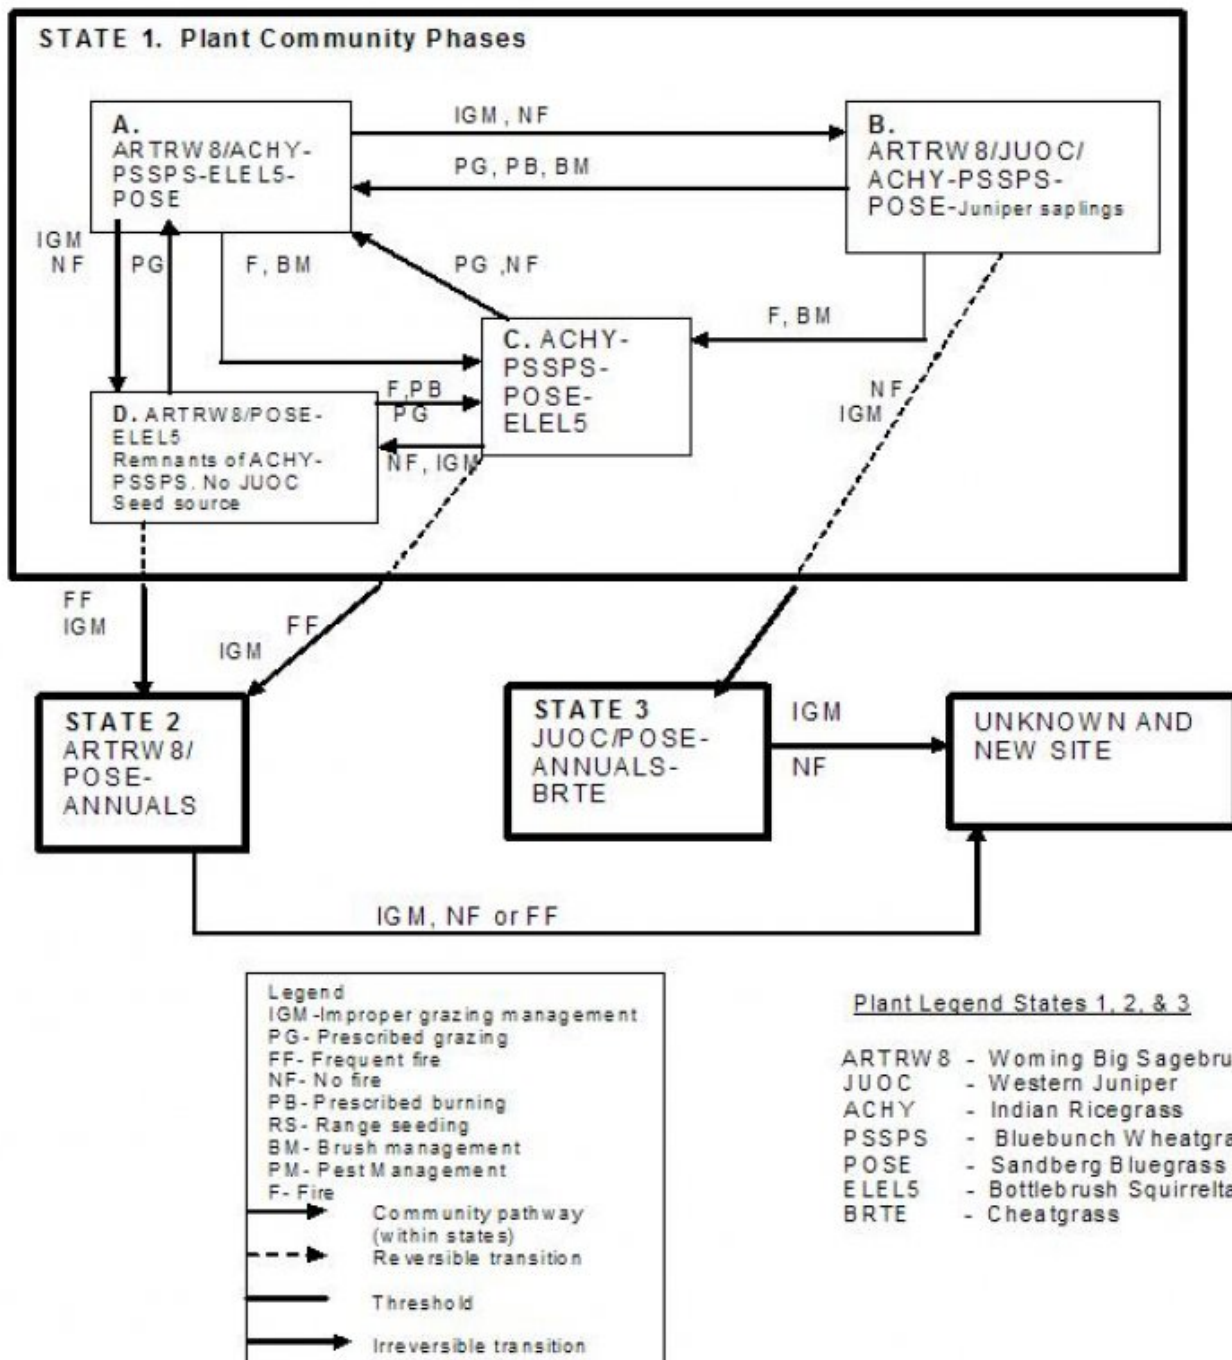 STATE 1. Plant Community Phases
A.
ARTRW8/ACHY-
PSSPS-ELEL5-
POSE
IGM, NF
PG, PB, BM
B.
ARTRW8/JUOC/
ACHY-PSSPS-
POSE-Juniper saplings
IGM
NF
PG
F, BM
PG ,NF
C. ACHY-
PSSPS-
POSE-
ELEL5
F, BM
NF
IGM
D. ARTRW8/POSE-
ELEL5
Remnants of ACHY-
PSSPS. No JUOC
Seed source
F,PB
PG
NF, IGM
FF
IGM
FF
IGM
STATE 2
ARTRW8/
POSE-
ANNUALS
STATE 3
JUOC/POSE-
ANNUALS-
BRTE
IGM
NF
UNKNOWN AND
NEW SITE
IGM, NF or FF
Legend
IGM-Improper grazing management
PG- Prescribed grazing
FF- Frequent fire
NF- No fire
PB- Prescribed burning
RS- Range seeding
BM- Brush management
PM- Pest Management
F- Fire
Community pathway
(within states)
Reversible transition
Threshold
Irreversible transition
Plant Legend States 1, 2, & 3
ARTRW8 - Woming Big Sagebru
JUOC - Western Juniper
ACHY - Indian Ricegrass
PSSPS - Bluebunch Wheatgra
POSE - Sandberg Bluegrass
ELEL5 - Bottlebrush Squirrelta
BRTE - Cheatgrass